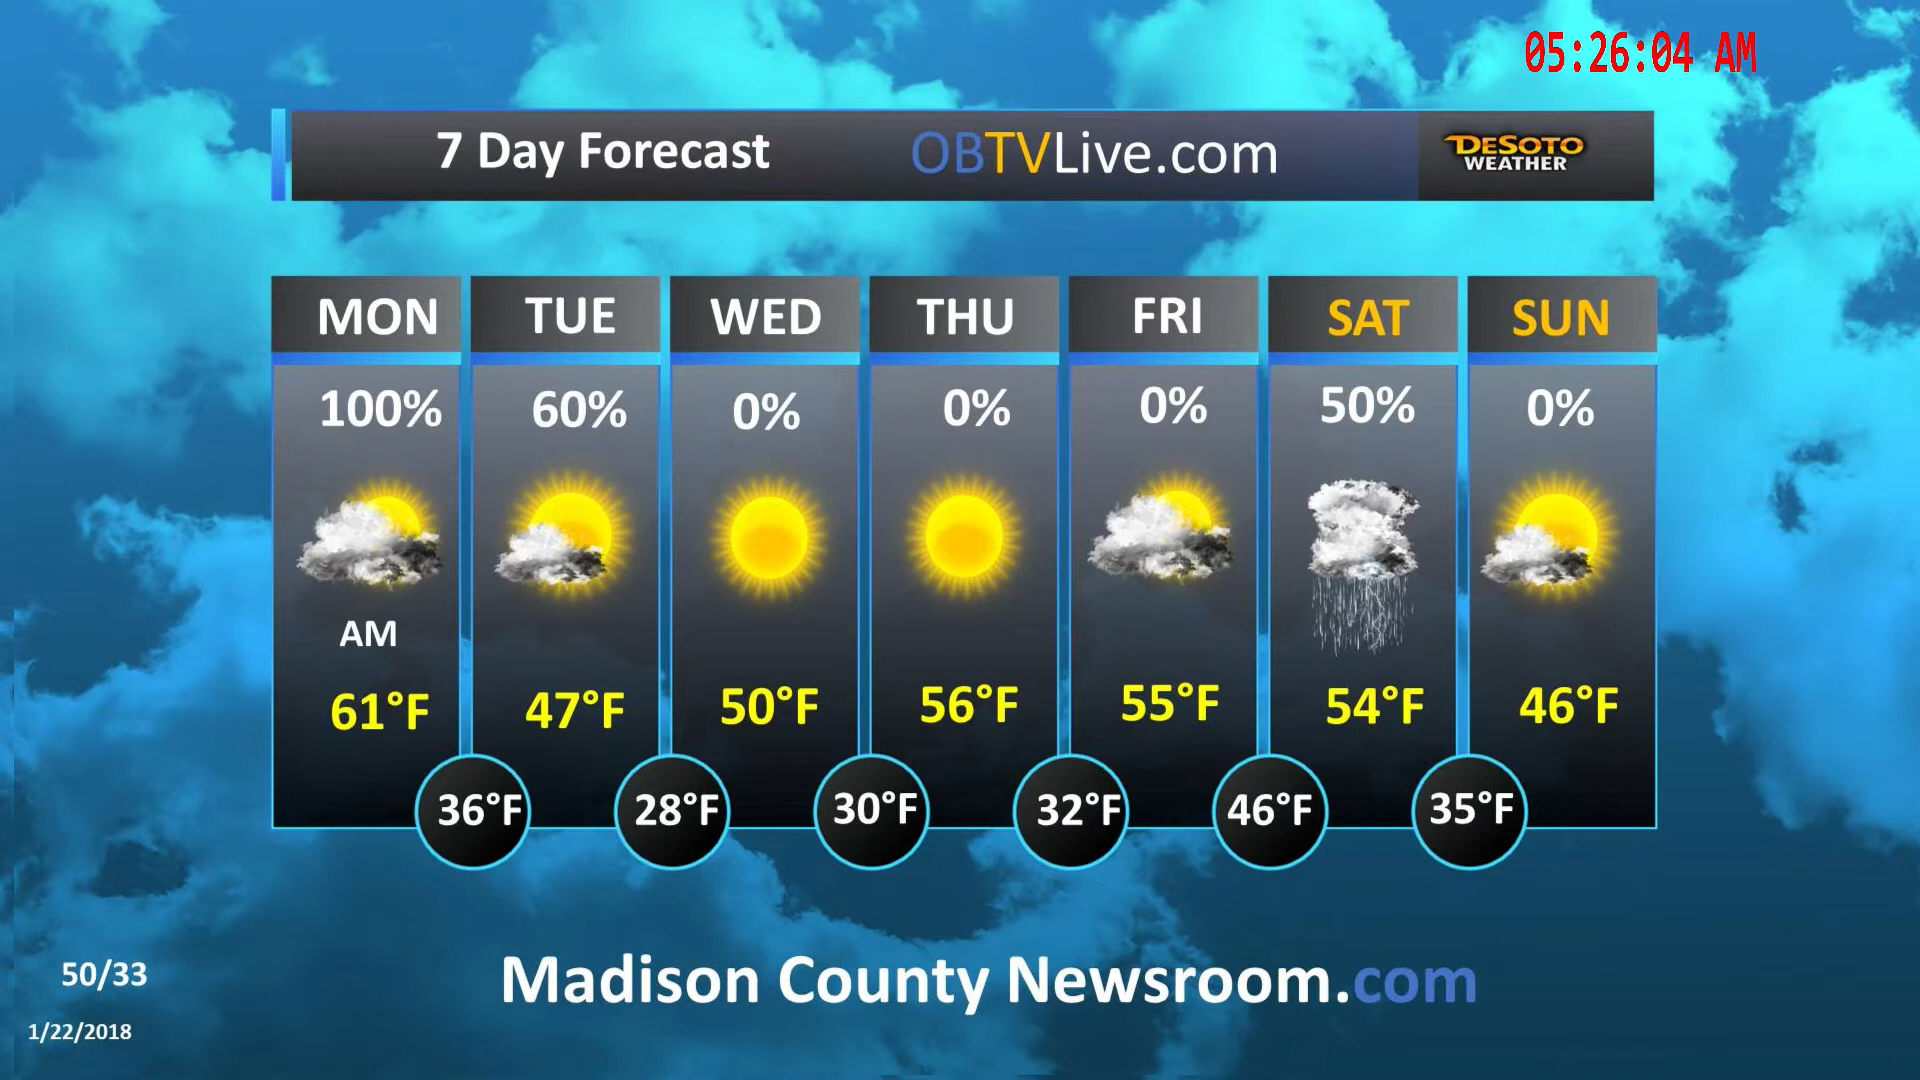 05:26:04 AM
7 Day Forecast OBTVLive.com DESOTO
WEATHER
MON TUE WED THU FRI SAT SUN
100% 60% 0% 0% 0% 50% 0%
AM
61°F 47°F 50°F 56°F 55°F 54°F 46°F
36°F 28°F 30°F 32°F 46°F 35°F
50/33
Madison County Newsroom.com
1/22/2018